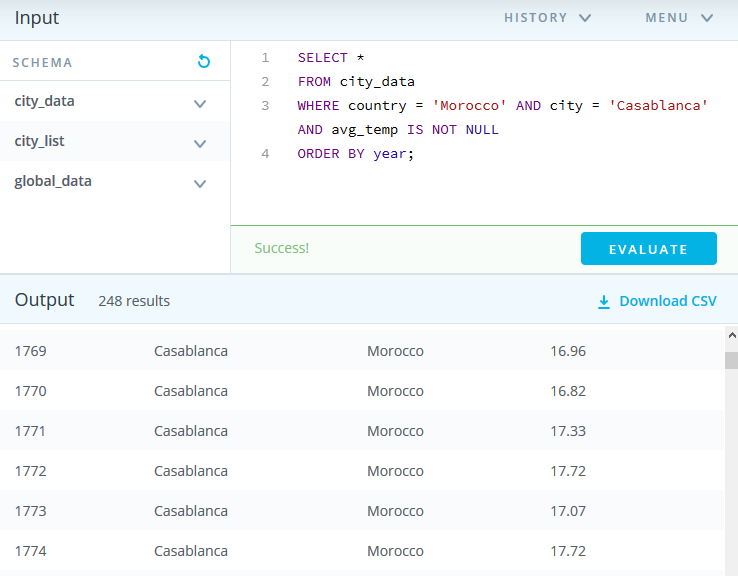 Input
HISTORY
MENU
SCHEMA
city_data
city_list
global_data
1 SELECT *
2 FROM city_data
3 WHERE country = 'Morocco' AND city = 'Casablanca'
AND avg_temp IS NOT NULL
4 ORDER BY year;
Success!
EVALUATE
Output 248 results
Download CSV
1769 Casablanca Morocco 16.96
1770 Casablanca Morocco 16.82
1771 Casablanca Morocco 17.33
1772 Casablanca Morocco 17.72
1773 Casablanca Morocco 17.07
1774 Casablanca Morocco 17.72